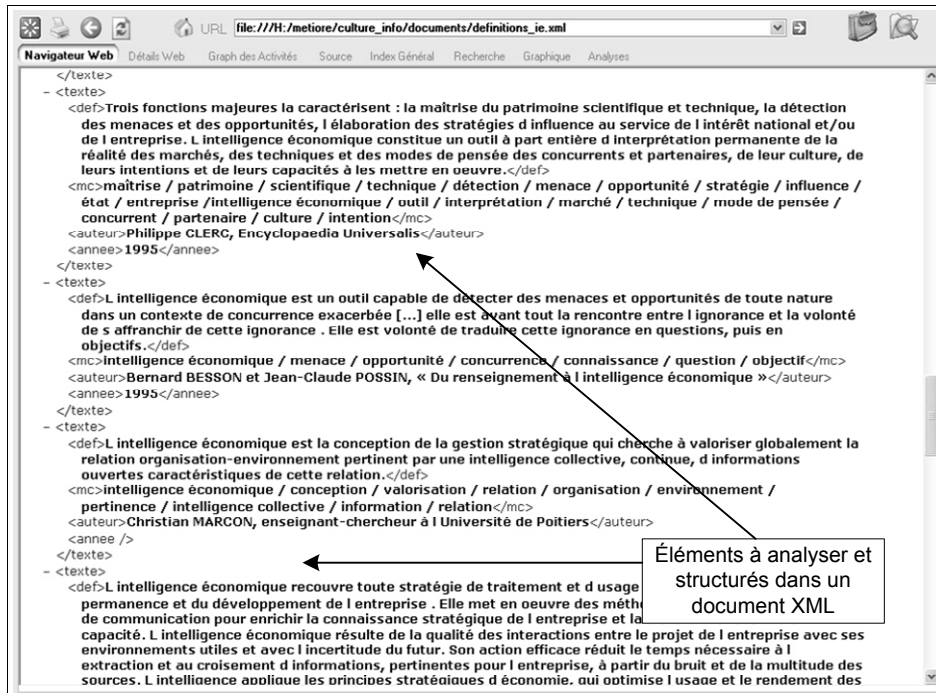 URL file:///H:/metiore/culture_info/documents/definitions_ie.xml
Navigateur Web Détails Web Graph des Activités Source Index Général Recherche Graphique Analyses
</texte>
– <texte>
<def>Trois fonctions majeures la caractérisent : la maîtrise du patrimoine scientifique et technique, la détection
des menaces et des opportunités, l élaboration des stratégies d influence au service de l intérêt national et/ou
de l entreprise. L intelligence économique constitue un outil à part entière d interprétation permanente de la
réalité des marchés, des techniques et des modes de pensée des concurrents et partenaires, de leur culture, de
leurs intentions et de leurs capacités à les mettre en oeuvre.</def>
<mc>maîtrise / patrimoine / scientifique / technique / détection / menace / opportunité / stratégie / influence /
état / entreprise /intelligence économique / outil / interprétation / marché / technique / mode de pensée /
concurrent / partenaire / culture / intention</mc>
<auteur>Philippe CLERC, Encyclopaedia Universalis</auteur>
<annee>1995</annee>
</texte>
– <texte>
<def>L intelligence économique est un outil capable de détecter des menaces et opportunités de toute nature
dans un contexte de concurrence exacerbée [...] elle est avant tout la rencontre entre l ignorance et la volonté
de s affranchir de cette ignorance . Elle est volonté de traduire cette ignorance en questions, puis en
objectifs.</def>
<mc>intelligence économique / menace / opportunité / concurrence / connaissance / question / objectif</mc>
<auteur>Bernard BESSON et Jean-Claude POSSIN, « Du renseignement à l intelligence économique »</auteur>
<annee>1995</annee>
</texte>
– <texte>
<def>L intelligence économique est la conception de la gestion stratégique qui cherche à valoriser globalement la
relation organisation-environnement pertinent par une intelligence collective, continue, d informations
ouvertes caractéristiques de cette relation.</def>
<mc>intelligence économique / conception / valorisation / relation / organisation / environnement /
pertinence / intelligence collective / information / relation</mc>
<auteur>Christian MARCON, enseignant-chercheur à l Université de Poitiers</auteur>
<annee />
</texte>
– <texte>
<def>L intelligence économique recouvre toute stratégie de traitement et d usage
permanence et du développement de l entreprise . Elle met en oeuvre des
de communication pour enrichir la connaissance stratégique de l entreprise et
capacité. L intelligence économique résulte de la qualité des interactions entre le projet de l entreprise avec ses
environnements utiles et avec l incertitude du futur. Son action efficace réduit le temps nécessaire à l
extraction et au croisement d informations, pertinentes pour l entreprise, à partir du bruit et de la multitude des
sources. L intelligence applique les principes stratégiques d économie, qui optimise l usage et le rendement des
Éléments à analyser et
structurés dans un
document XML